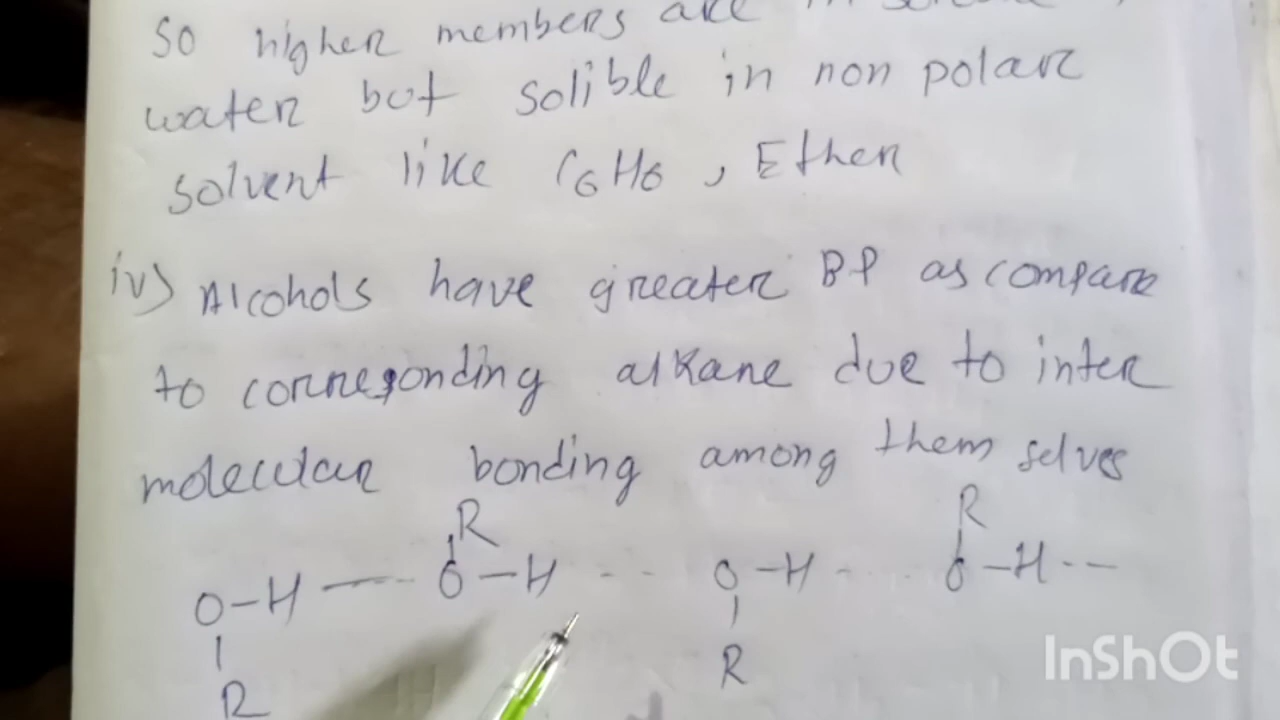 so higher members are in
water but solible in non polar
solvent like C6H6 , Ether
iv) Alcohols have greater BP as compare
to corresponding alkane due to inter
molecular bonding among them selves
R R
O-H — O-H -- O-H - O-H --
R R
InShOt